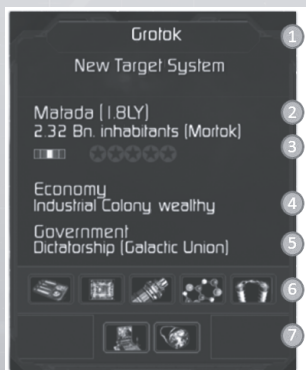 Grotok
1
New Target System
Matada (1.8LY)
2
2.32 Bn. inhabitants (Mortok)
3
Economy
Industrial Colony wealthy
4
Government
Dictatorship (Galactic Union)
5
6
7